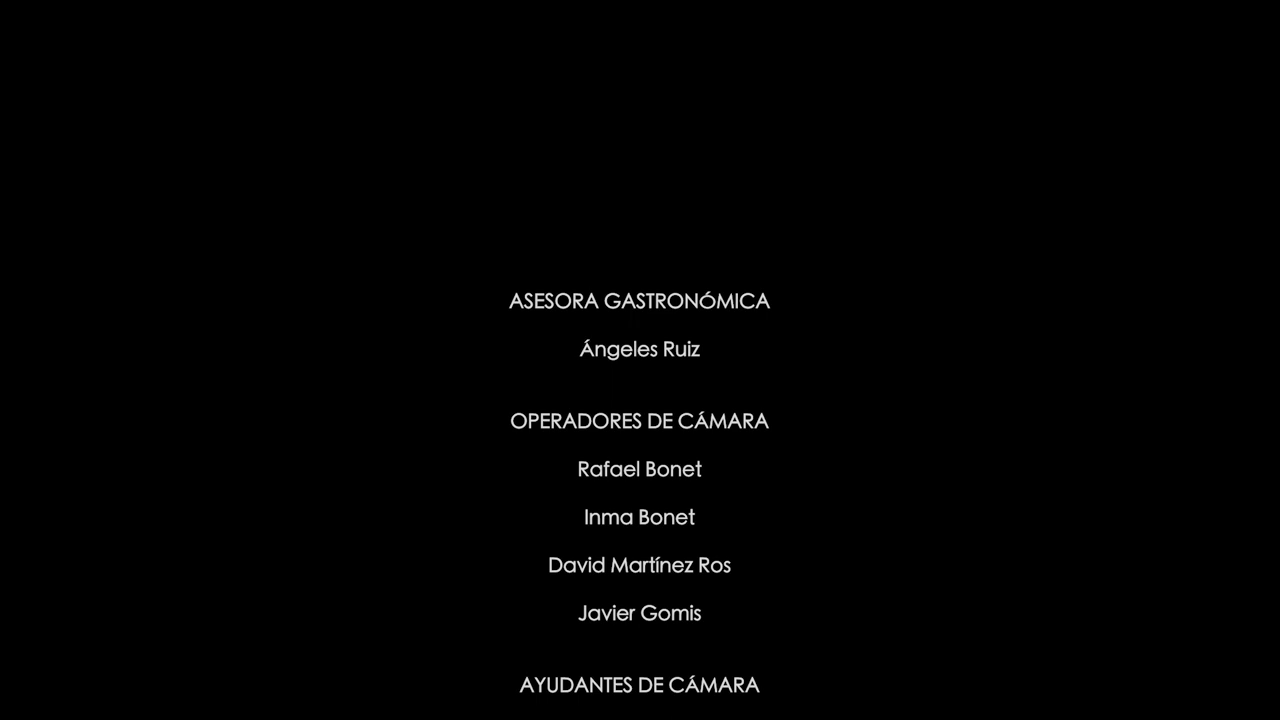 ASESORA GASTRONÓMICA
Ángeles Ruiz
OPERADORES DE CÁMARA
Rafael Bonet
Inma Bonet
David Martínez Ros
Javier Gomis
AYUDANTES DE CÁMARA